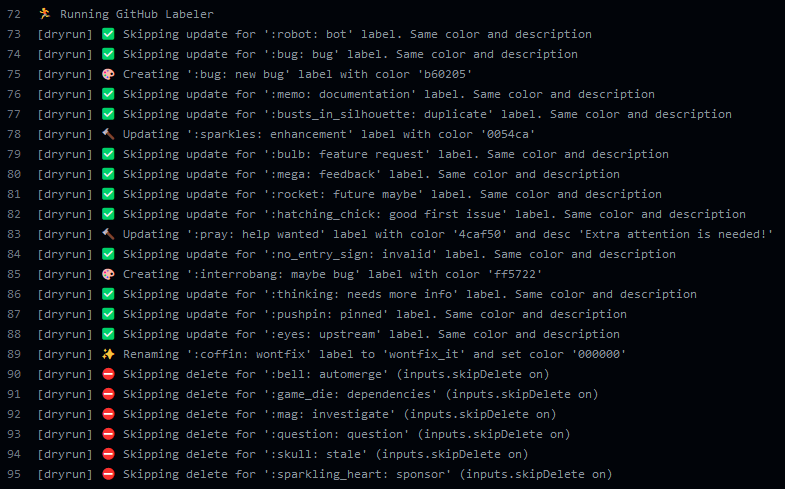 72 🏃 Running GitHub Labeler
73 [dryrun] ✅ Skipping update for ':robot: bot' label. Same color and description
74 [dryrun] ✅ Skipping update for ':bug: bug' label. Same color and description
75 [dryrun] 🎨 Creating ':bug: new bug' label with color 'b60205'
76 [dryrun] ✅ Skipping update for ':memo: documentation' label. Same color and description
77 [dryrun] ✅ Skipping update for ':busts_in_silhouette: duplicate' label. Same color and description
78 [dryrun] 🔨 Updating ':sparkles: enhancement' label with color '0054ca'
79 [dryrun] ✅ Skipping update for ':bulb: feature request' label. Same color and description
80 [dryrun] ✅ Skipping update for ':mega: feedback' label. Same color and description
81 [dryrun] ✅ Skipping update for ':rocket: future maybe' label. Same color and description
82 [dryrun] ✅ Skipping update for ':hatching_chick: good first issue' label. Same color and description
83 [dryrun] 🔨 Updating ':pray: help wanted' label with color '4caf50' and desc 'Extra attention is needed!'
84 [dryrun] ✅ Skipping update for ':no_entry_sign: invalid' label. Same color and description
85 [dryrun] 🎨 Creating ':interrobang: maybe bug' label with color 'ff5722'
86 [dryrun] ✅ Skipping update for ':thinking: needs more info' label. Same color and description
87 [dryrun] ✅ Skipping update for ':pushpin: pinned' label. Same color and description
88 [dryrun] ✅ Skipping update for ':eyes: upstream' label. Same color and description
89 [dryrun] ✨ Renaming ':coffin: wontfix' label to 'wontfix_it' and set color '000000'
90 [dryrun] ⛔ Skipping delete for ':bell: automerge' (inputs.skipDelete on)
91 [dryrun] ⛔ Skipping delete for ':game_die: dependencies' (inputs.skipDelete on)
92 [dryrun] ⛔ Skipping delete for ':mag: investigate' (inputs.skipDelete on)
93 [dryrun] ⛔ Skipping delete for ':question: question' (inputs.skipDelete on)
94 [dryrun] ⛔ Skipping delete for ':skull: stale' (inputs.skipDelete on)
95 [dryrun] ⛔ Skipping delete for ':sparkling_heart: sponsor' (inputs.skipDelete on)